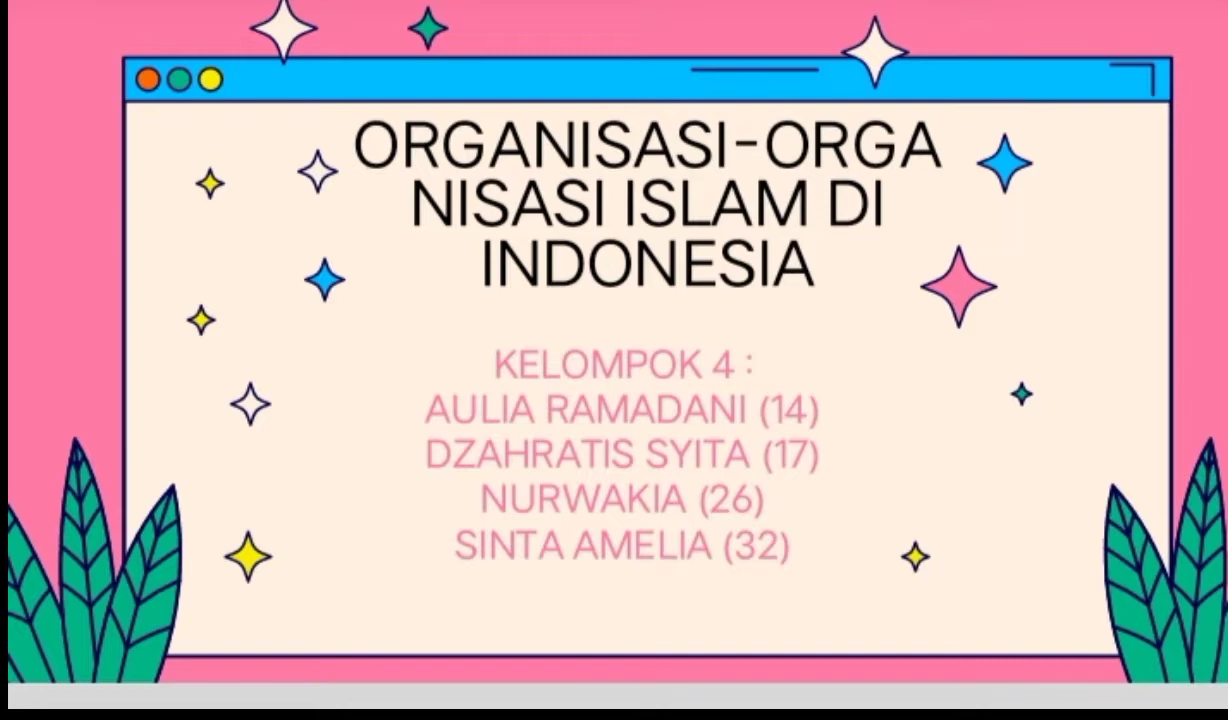 ORGANISASI-ORGA
NISASI ISLAM DI
INDONESIA
KELOMPOK 4 :
AULIA RAMADANI (14)
DZAHRATIS SYITA (17)
NURWAKIA (26)
SINTA AMELIA (32)